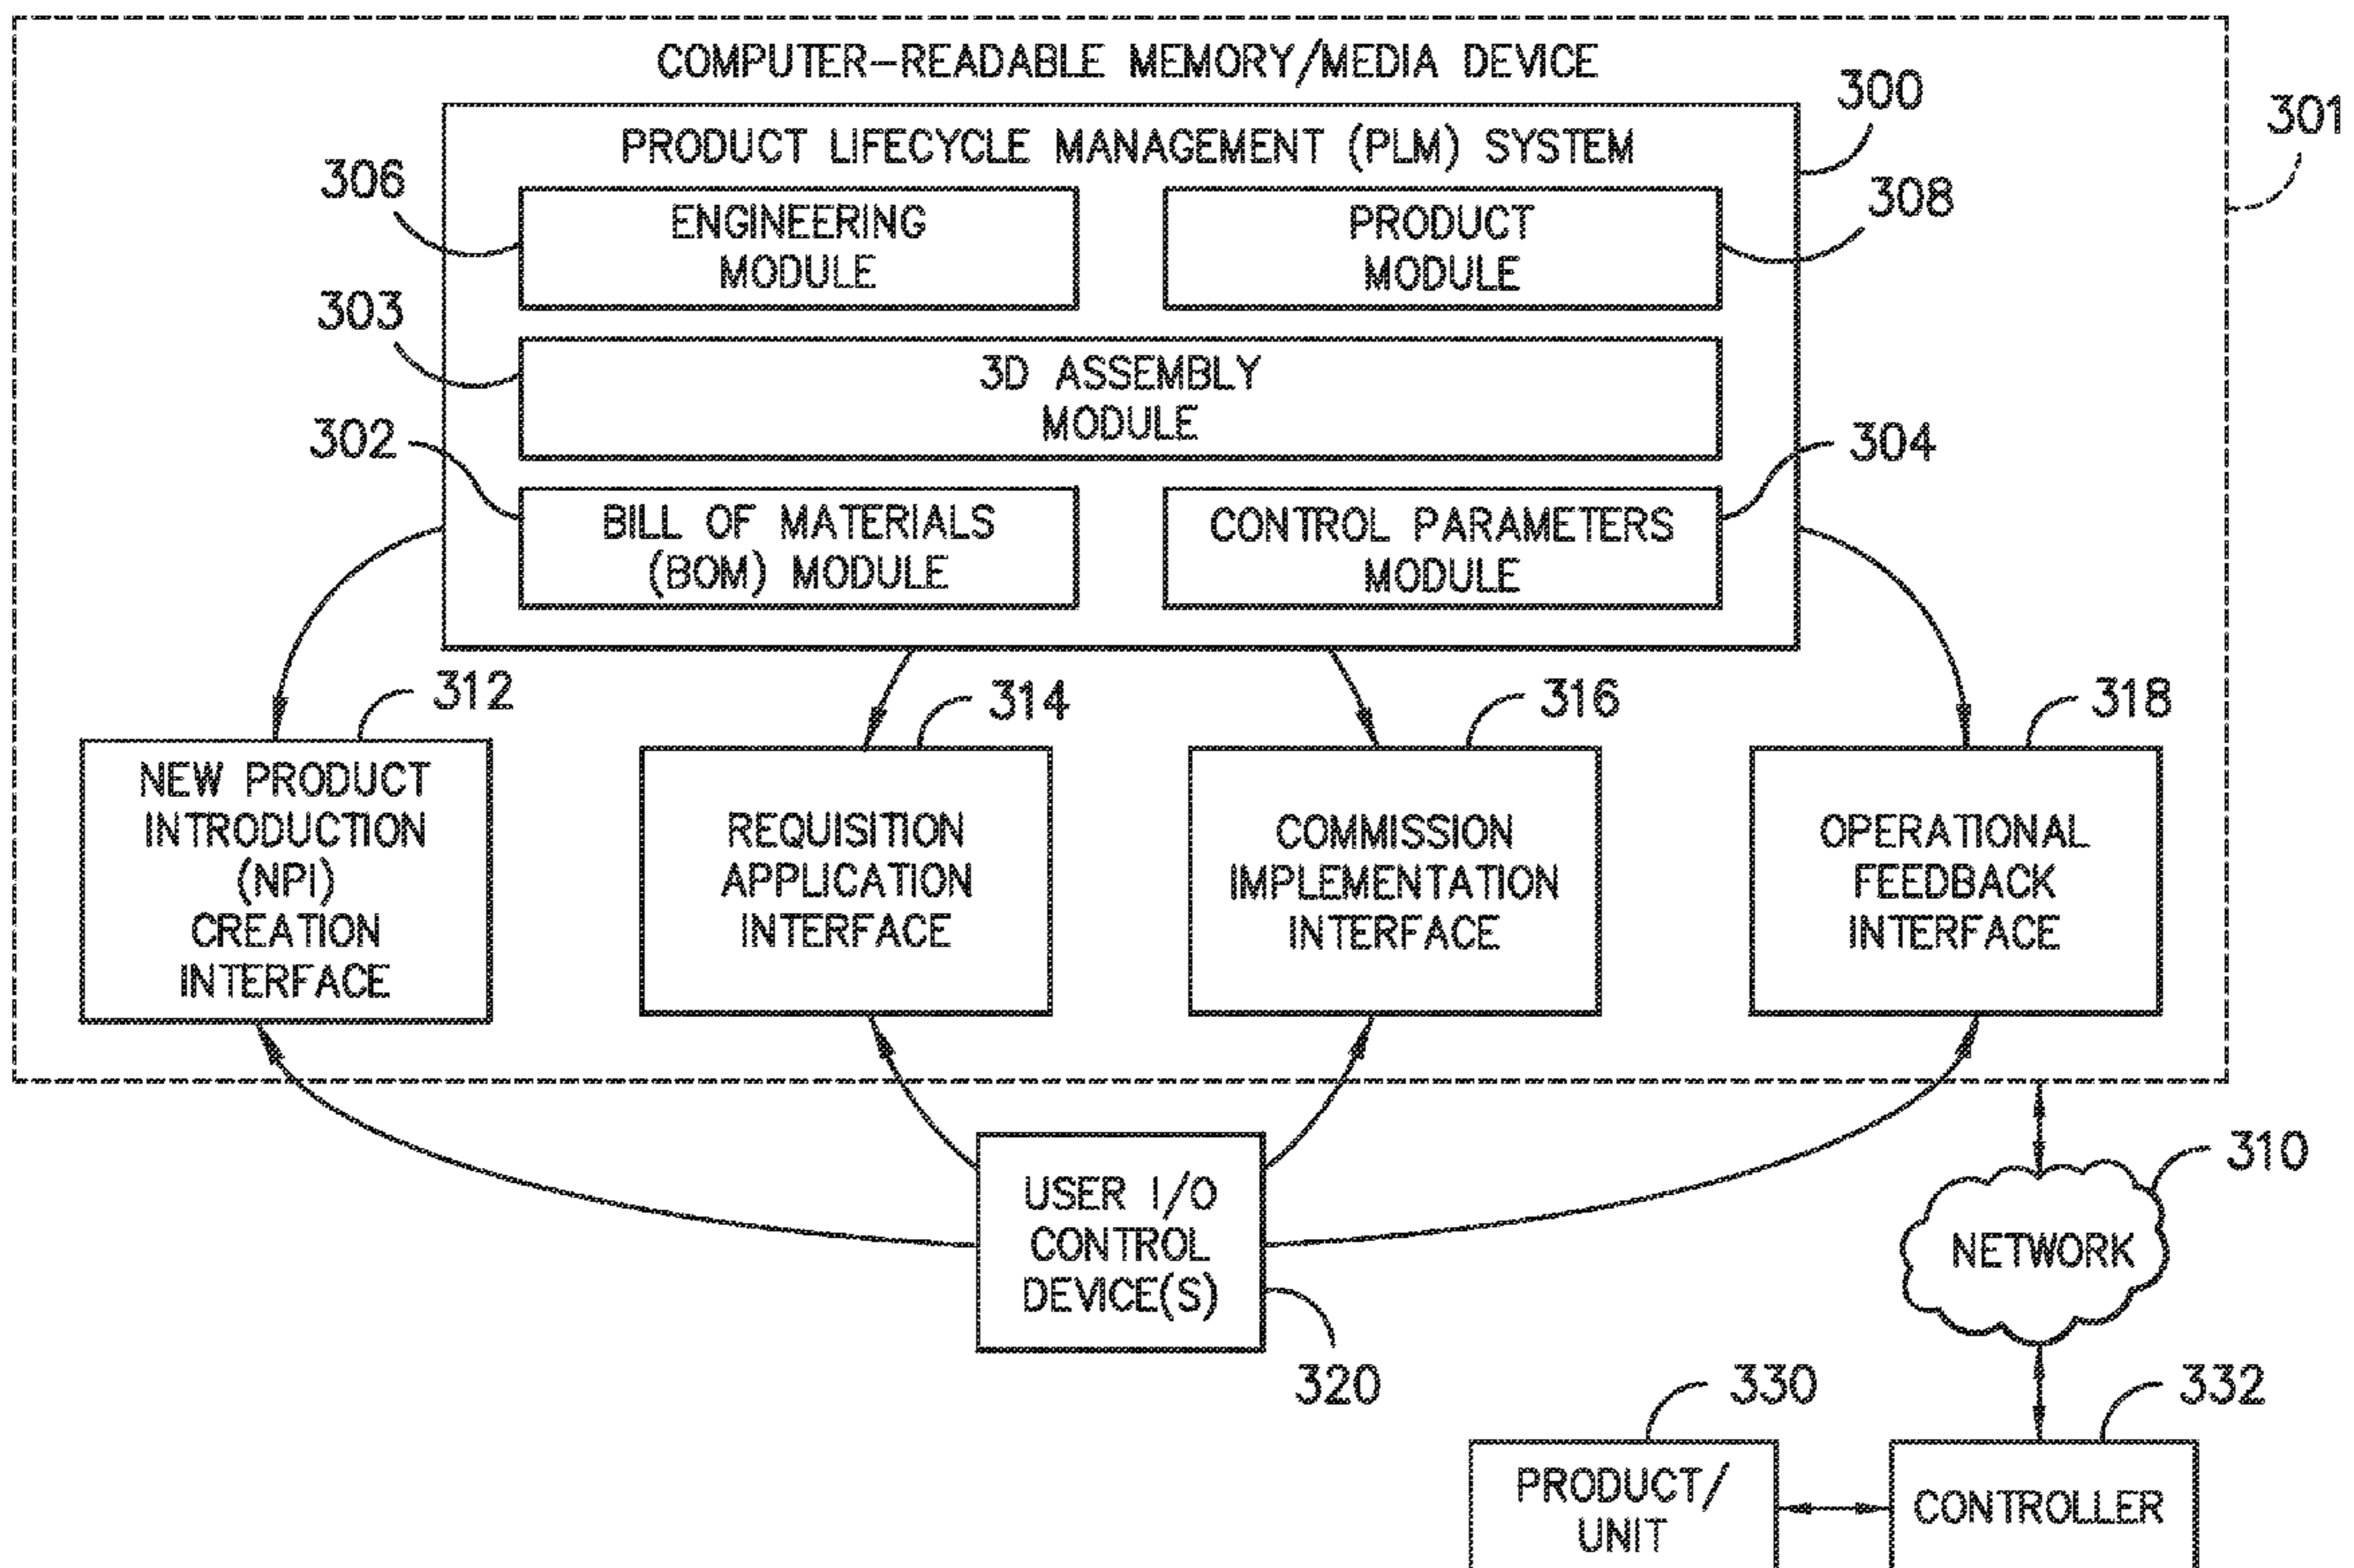 COMPUTER-READABLE MEMORY/MEDIA DEVICE
300
301
PRODUCT LIFECYCLE MANAGEMENT (PLM) SYSTEM
306
ENGINEERING
MODULE
PRODUCT
MODULE
308
303
3D ASSEMBLY
MODULE
302
304
BILL OF MATERIALS
(BOM) MODULE
CONTROL PARAMETERS
MODULE
312
314
316
318
NEW PRODUCT
INTRODUCTION
(NPI)
CREATION
INTERFACE
REQUISITION
APPLICATION
INTERFACE
COMMISSION
IMPLEMENTATION
INTERFACE
OPERATIONAL
FEEDBACK
INTERFACE
310
USER I/O
CONTROL
DEVICE(S)
NETWORK
320
330
332
PRODUCT/
UNIT
CONTROLLER